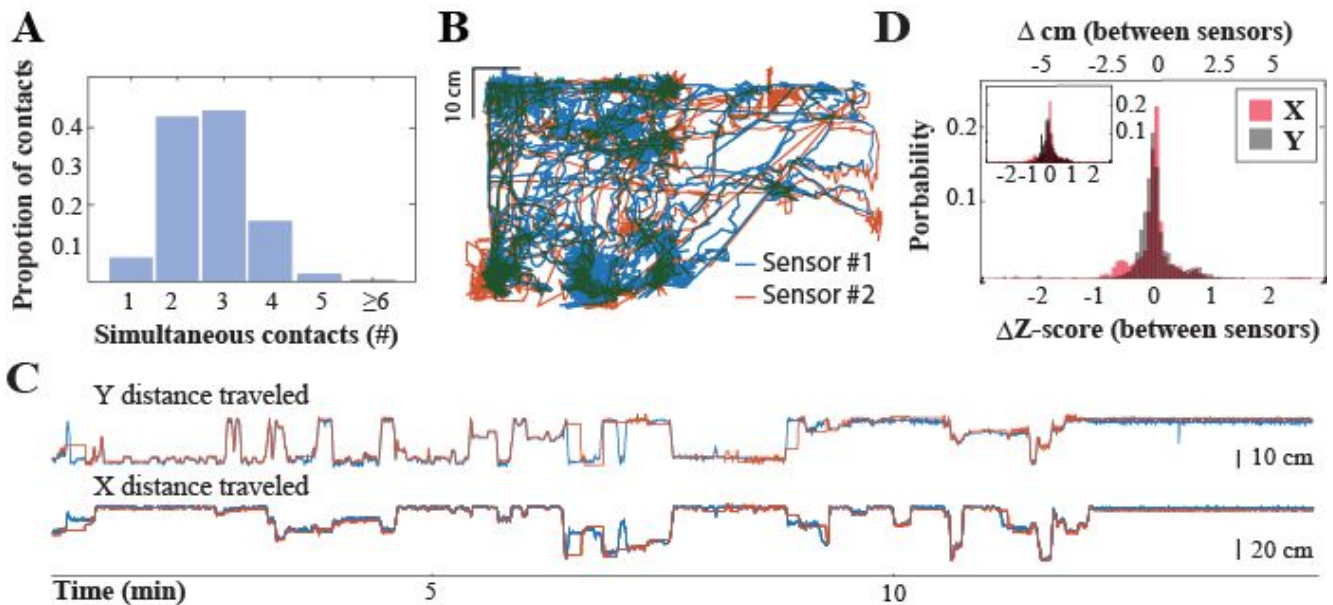 A
Propotion of contacts
0.4
0.3
0.2
0.1
1 2 3 4 5 ≥6
Simultaneous contacts (#)
B
10 cm
Sensor #1
Sensor #2
D
Δ cm (between sensors)
-5 -2.5 0 2.5 5
Porbability
0.2
0.1
0.2
0.1
-2 -1 0 1 2
X
Y
-2 -1 0 1 2
ΔZ-score (between sensors)
C
Y distance traveled
10 cm
X distance traveled
20 cm
Time (min) 5 10